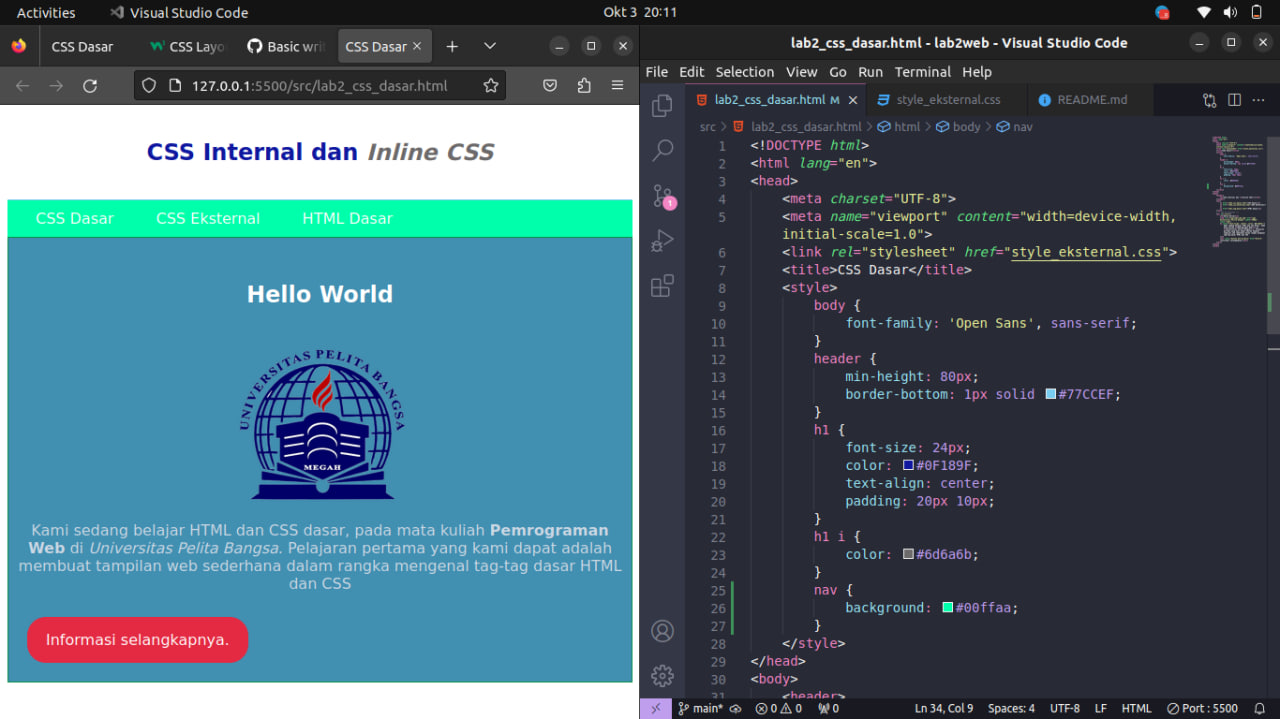 Activities
Visual Studio Code
Okt 3 20:11
CSS Dasar
CSS Layo
Basic writ
CSS Dasar
127.0.0.1:5500/src/lab2_css_dasar.html
CSS Internal dan Inline CSS
CSS Dasar CSS Eksternal HTML Dasar
Hello World
UNIVERSITAS PELITA BANGSA
MEGAH
Kami sedang belajar HTML dan CSS dasar, pada mata kuliah Pemrograman
Web di Universitas Pelita Bangsa. Pelajaran pertama yang kami dapat adalah
membuat tampilan web sederhana dalam rangka mengenal tag-tag dasar HTML
dan CSS
Informasi selangkapnya.
lab2_css_dasar.html - lab2web - Visual Studio Code
File Edit Selection View Go Run Terminal Help
lab2_css_dasar.html M
style_eksternal.css
README.md
src > lab2_css_dasar.html > html > body > nav
1
1 <!DOCTYPE html>
2 <html lang="en">
3 <head>
4 <meta charset="UTF-8">
5 <meta name="viewport" content="width=device-width,
initial-scale=1.0">
6 <link rel="stylesheet" href="style_eksternal.css">
7 <title>CSS Dasar</title>
8 <style>
9 body {
10 font-family: 'Open Sans', sans-serif;
11 }
12 header {
13 min-height: 80px;
14 border-bottom: 1px solid #77CCEF;
15 }
16 h1 {
17 font-size: 24px;
18 color: #0F189F;
19 text-align: center;
20 padding: 20px 10px;
21 }
22 h1 i {
23 color: #6d6a6b;
24 }
25 nav {
26 background: #00ffaa;
27 }
28 </style>
29 </head>
30 <body>
31 <header>
main* 0 0 0 Ln 34, Col 9 Spaces: 4 UTF-8 LF HTML Port : 5500